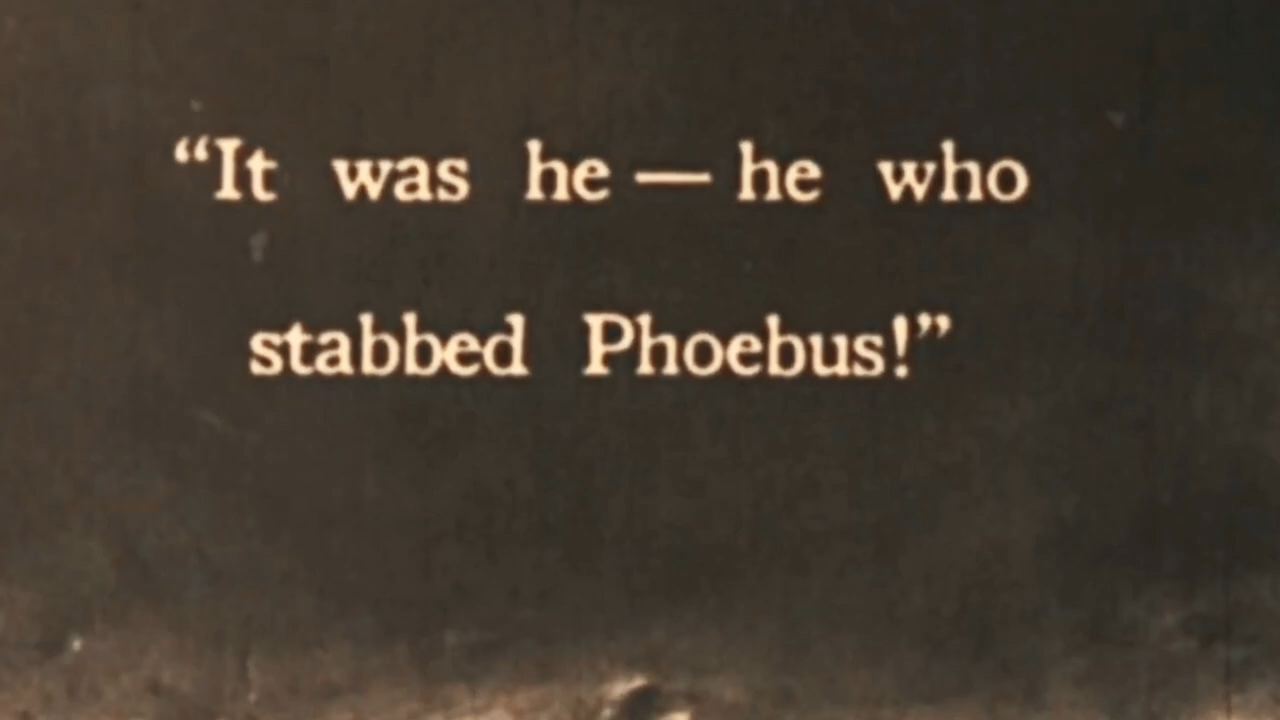 “It was he — he who
stabbed Phoebus!”